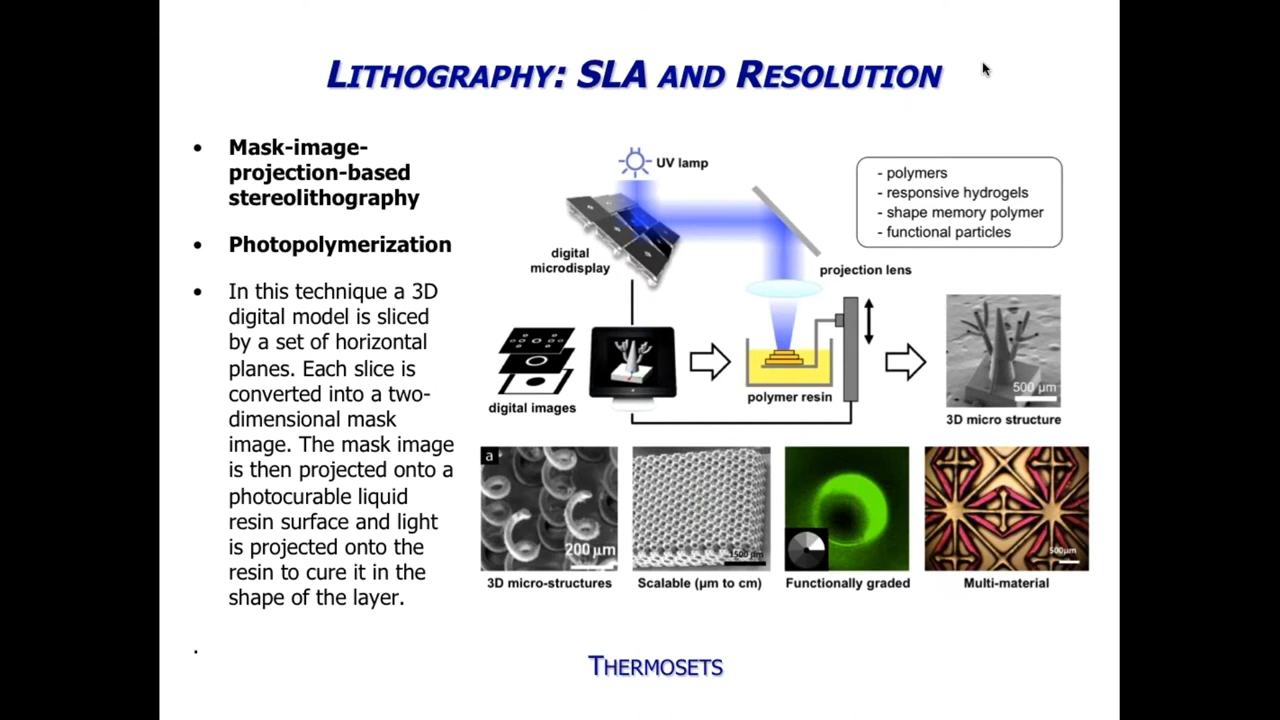 LITHOGRAPHY: SLA AND RESOLUTION
• Mask-image-
projection-based
stereolithography
• Photopolymerization
• In this technique a 3D
digital model is sliced
by a set of horizontal
planes. Each slice is
converted into a two-
dimensional mask
image. The mask image
is then projected onto a
photocurable liquid
resin surface and light
is projected onto the
resin to cure it in the
shape of the layer.
.
UV lamp
- polymers
- responsive hydrogels
- shape memory polymer
- functional particles
digital
microdisplay
projection lens
digital images
polymer resin
500 µm
3D micro structure
a
200 µm
3D micro-structures
1500 µm
Scalable (µm to cm)
Functionally graded
500µm
Multi-material
THERMOSETS